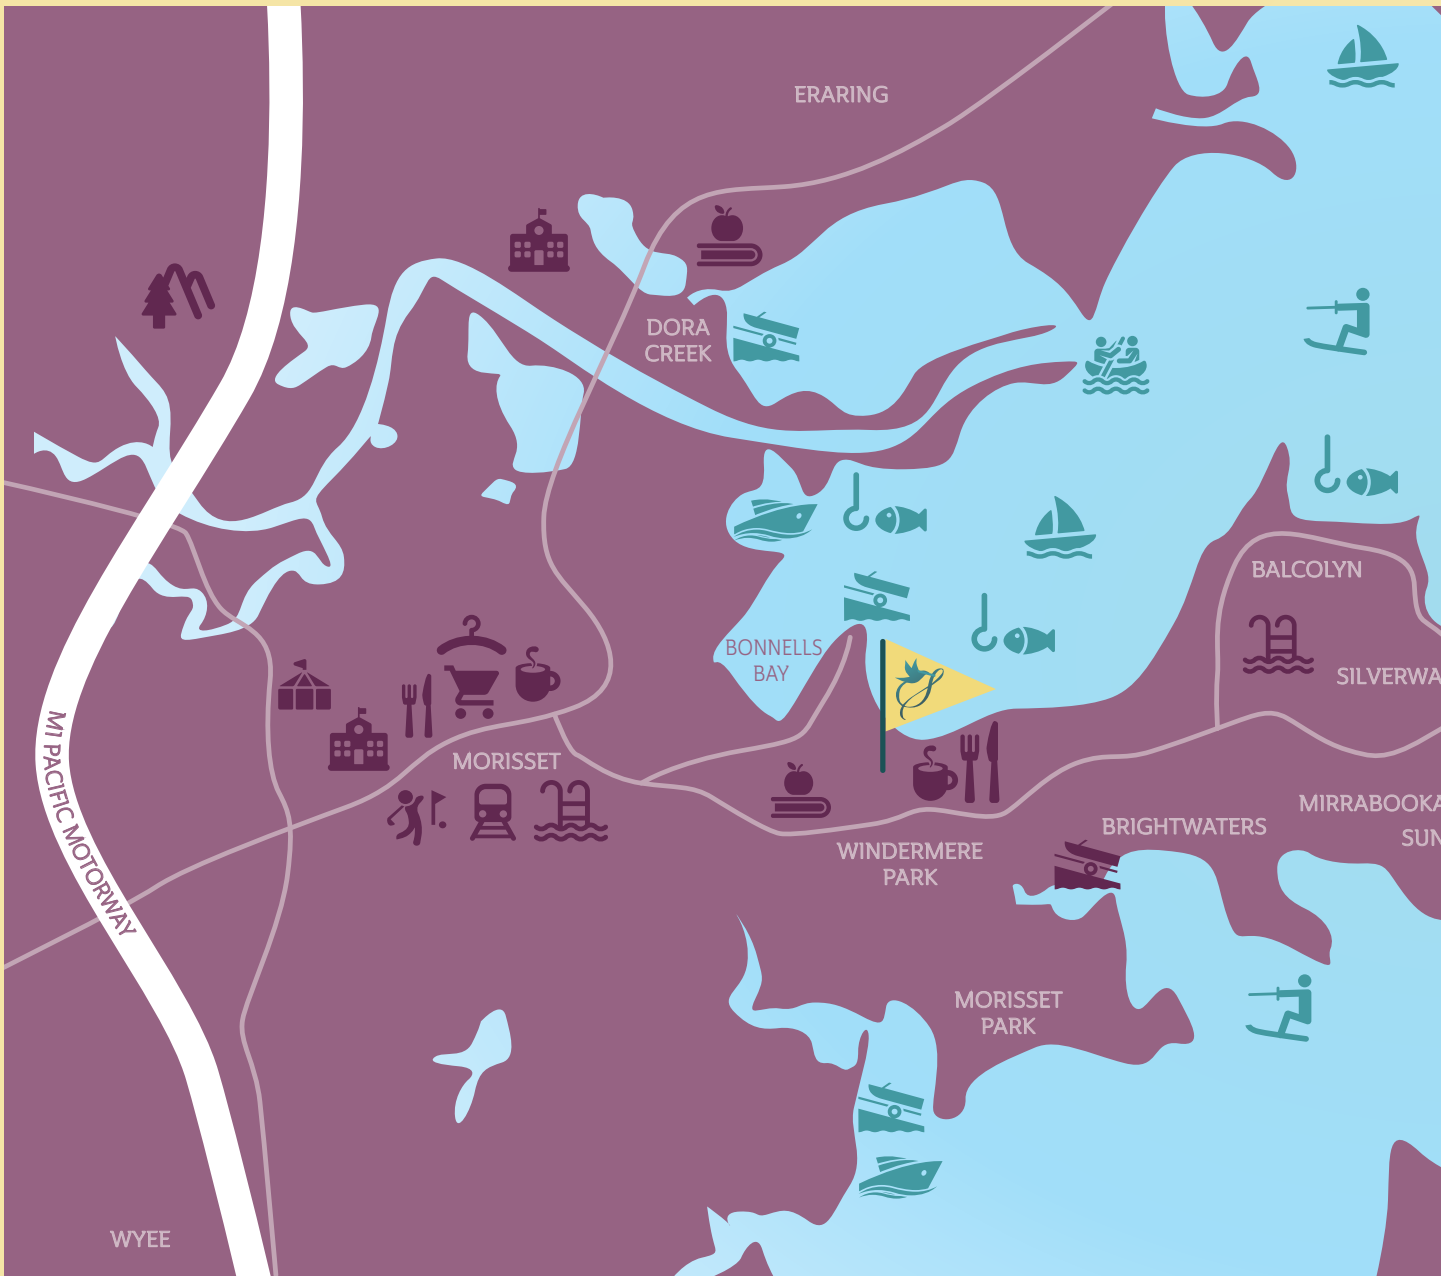 ERARING
DORA
CREEK
BALCOLYN
BONNELLS
BAY
SILVERWA
S
M1 PACIFIC MOTORWAY
MORISSET
MIRRABOOKA
BRIGHTWATERS
SUN
WINDERMERE
PARK
MORISSET
PARK
WYEE